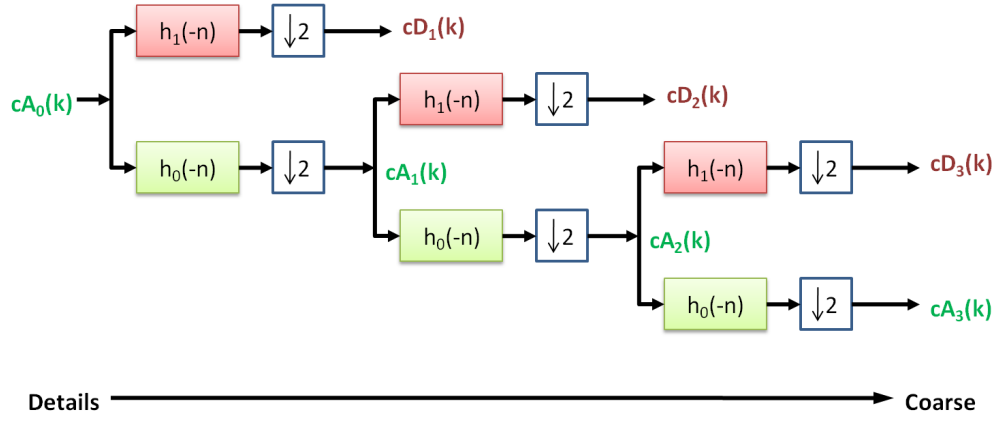 h₁(-n)
↓2
cD₁(k)
cA₀(k)
h₁(-n)
↓2
cD₂(k)
h₀(-n)
↓2
cA₁(k)
h₁(-n)
↓2
cD₃(k)
h₀(-n)
↓2
cA₂(k)
h₀(-n)
↓2
cA₃(k)
Details
Coarse